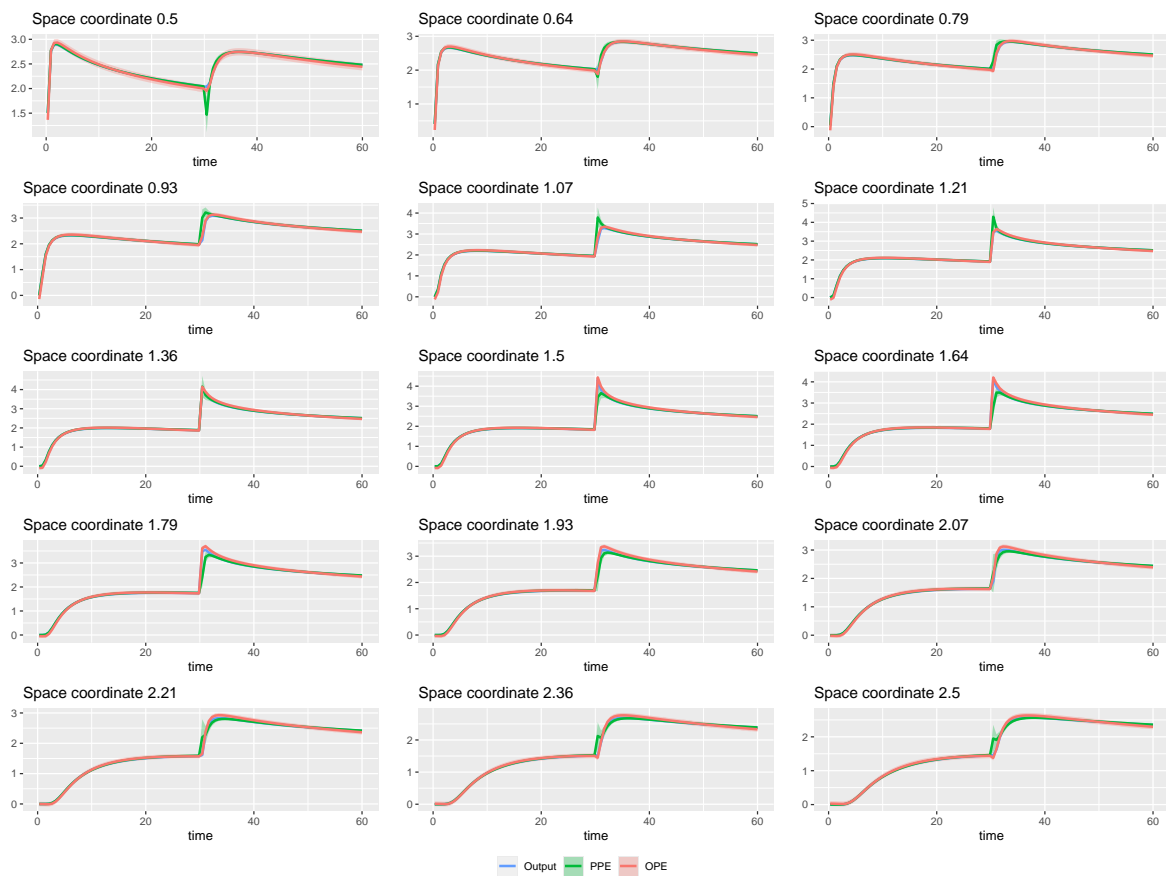 Space coordinate 0.5
Space coordinate 0.64
Space coordinate 0.79
3.0
2.5
2.0
1.5
3
2
1
3
2
1
0
0 20 40 60
0 20 40 60
0 20 40 60
time
time
time
Space coordinate 0.93
Space coordinate 1.07
Space coordinate 1.21
3
2
1
0
4
3
2
1
0
5
4
3
2
1
0
0 20 40 60
0 20 40 60
0 20 40 60
time
time
time
Space coordinate 1.36
Space coordinate 1.5
Space coordinate 1.64
4
3
2
1
0
4
3
2
1
0
4
3
2
1
0
0 20 40 60
0 20 40 60
0 20 40 60
time
time
time
Space coordinate 1.79
Space coordinate 1.93
Space coordinate 2.07
3
2
1
0
3
2
1
0
3
2
1
0
0 20 40 60
0 20 40 60
0 20 40 60
time
time
time
Space coordinate 2.21
Space coordinate 2.36
Space coordinate 2.5
3
2
1
0
2
1
0
2
1
0
0 20 40 60
0 20 40 60
0 20 40 60
time
time
time
Output PPE OPE